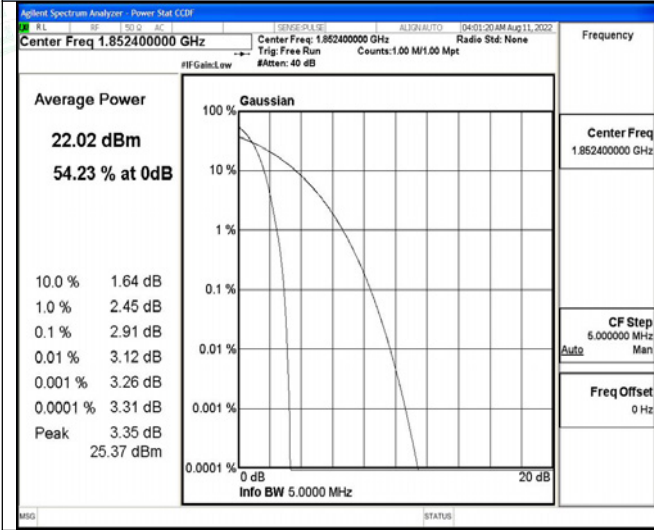 Agilent Spectrum Analyzer - Power Stat CCDF
RL RF 50 Ω AC SENSE:PULSE ALIGN AUTO 04:01:20 AM Aug 11, 2022
Center Freq 1.852400000 GHz
Center Freq: 1.852400000 GHz Radio Std: None
Trig: Free Run Counts:1.00 M/1.00 Mpt
#IFGain:Low #Atten: 40 dB
Frequency
Average Power
22.02 dBm
54.23 % at 0dB
10.0 % 1.64 dB
1.0 % 2.45 dB
0.1 % 2.91 dB
0.01 % 3.12 dB
0.001 % 3.26 dB
0.0001 % 3.31 dB
Peak 3.35 dB
25.37 dBm
Gaussian
100 %
10 %
1 %
0.1 %
0.01 %
0.001 %
0.0001 %
0 dB 20 dB
Info BW 5.0000 MHz
Center Freq
1.852400000 GHz
CF Step
5.000000 MHz
Auto Man
Freq Offset
0 Hz
MSG STATUS